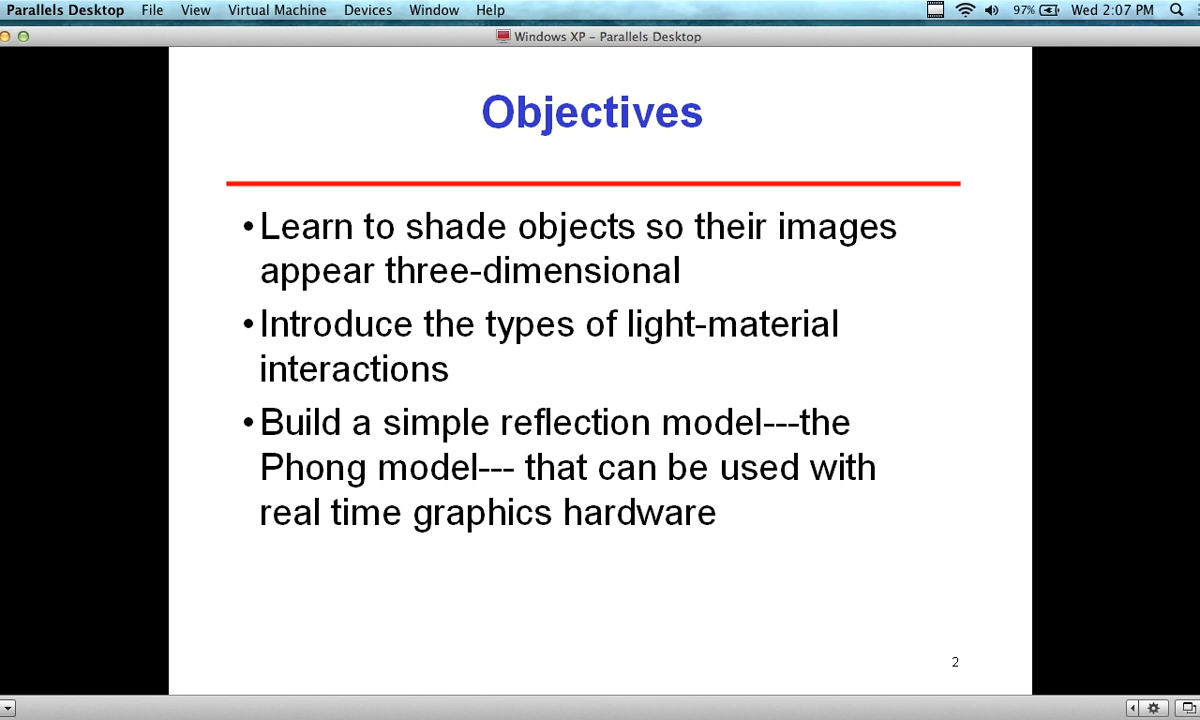 Parallels Desktop File View Virtual Machine Devices Window Help 97% Wed 2:07 PM
Windows XP – Parallels Desktop
Objectives
•Learn to shade objects so their images
appear three-dimensional
•Introduce the types of light-material
interactions
•Build a simple reflection model---the
Phong model--- that can be used with
real time graphics hardware
2